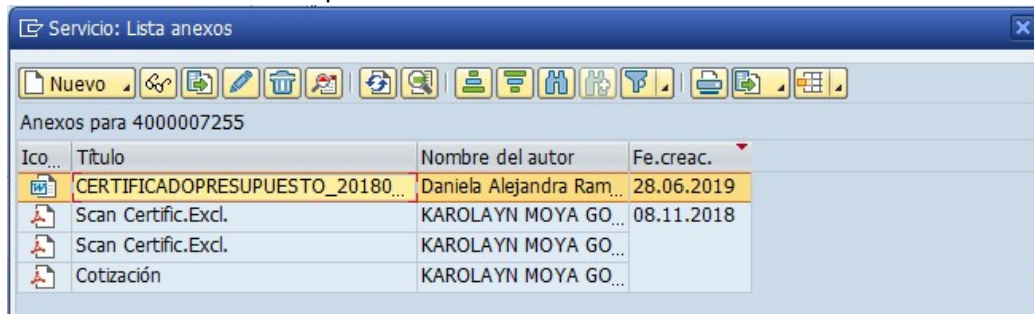 Servicio: Lista anexos
Nuevo
Anexos para 4000007255
Ico... Título Nombre del autor Fe.creac.
CERTIFICADOPRESUPUESTO_20180... Daniela Alejandra Ram... 28.06.2019
Scan Certific.Excl. KAROLAYN MOYA GO... 08.11.2018
Scan Certific.Excl. KAROLAYN MOYA GO...
Cotización KAROLAYN MOYA GO...